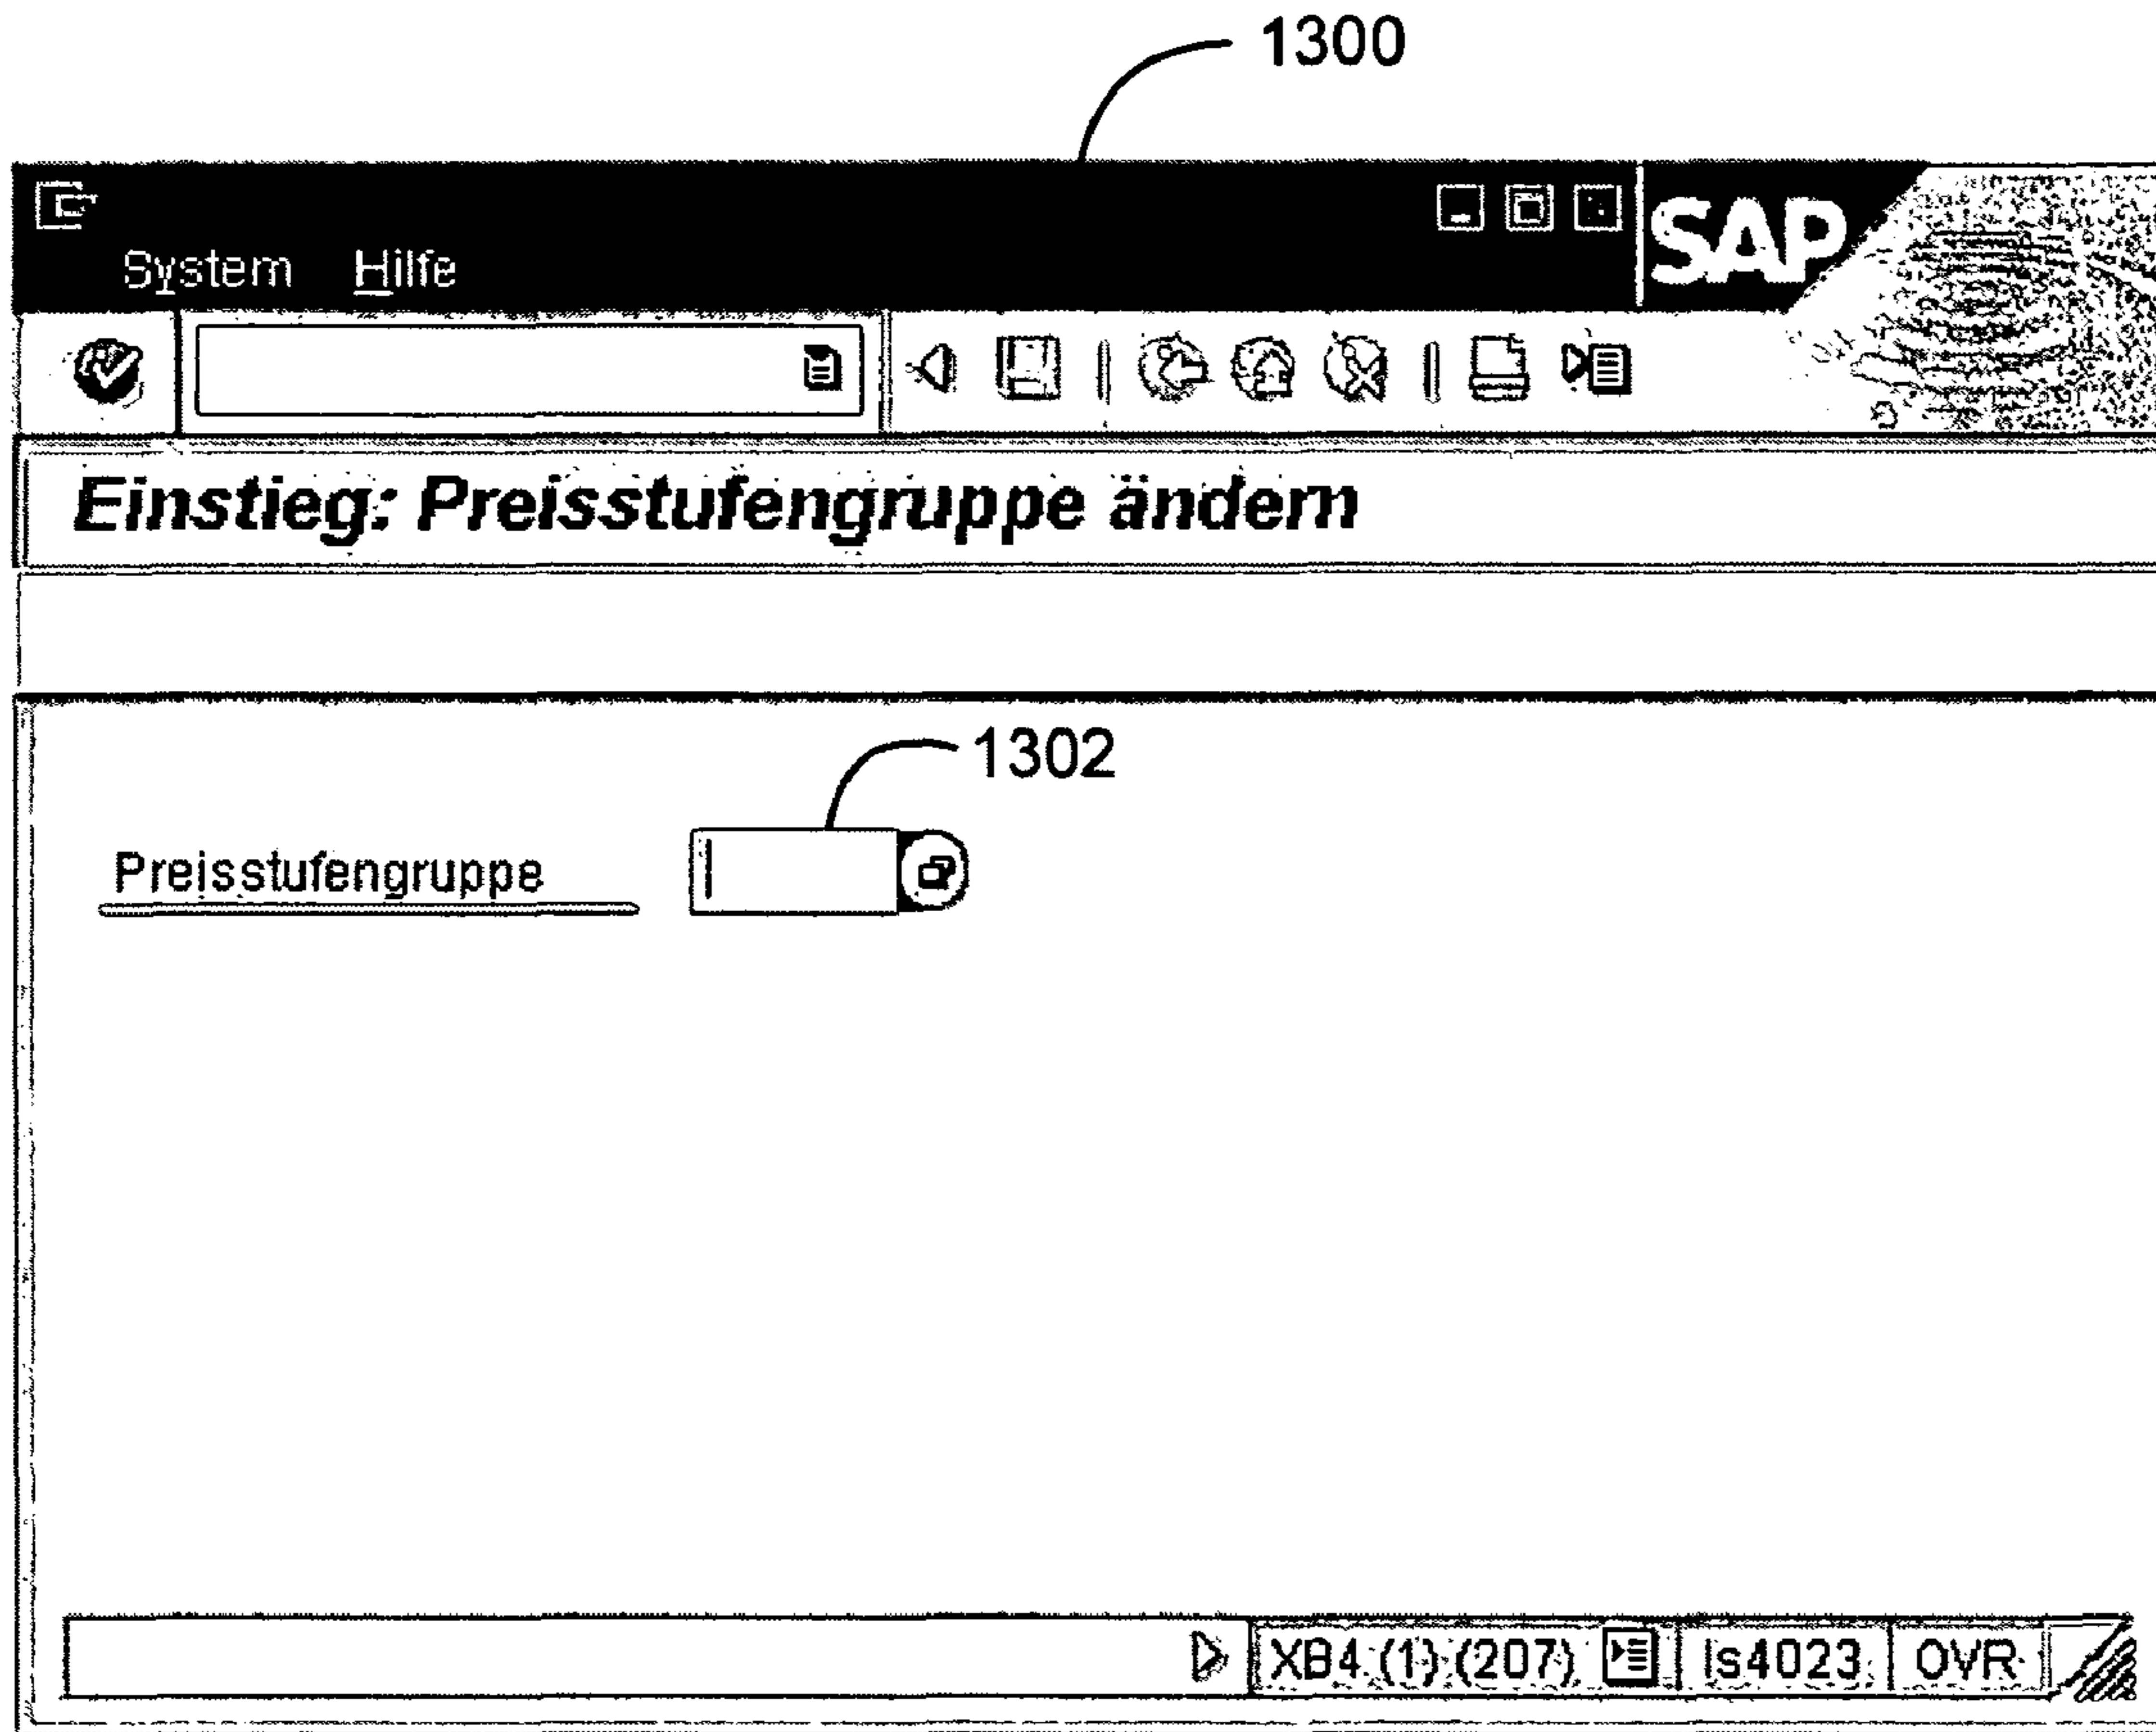 1300
SAP
System Hilfe
Einstieg: Preisstufengruppe ändern
1302
Preisstufengruppe
XB4 (1) (207) ls4023 OVR